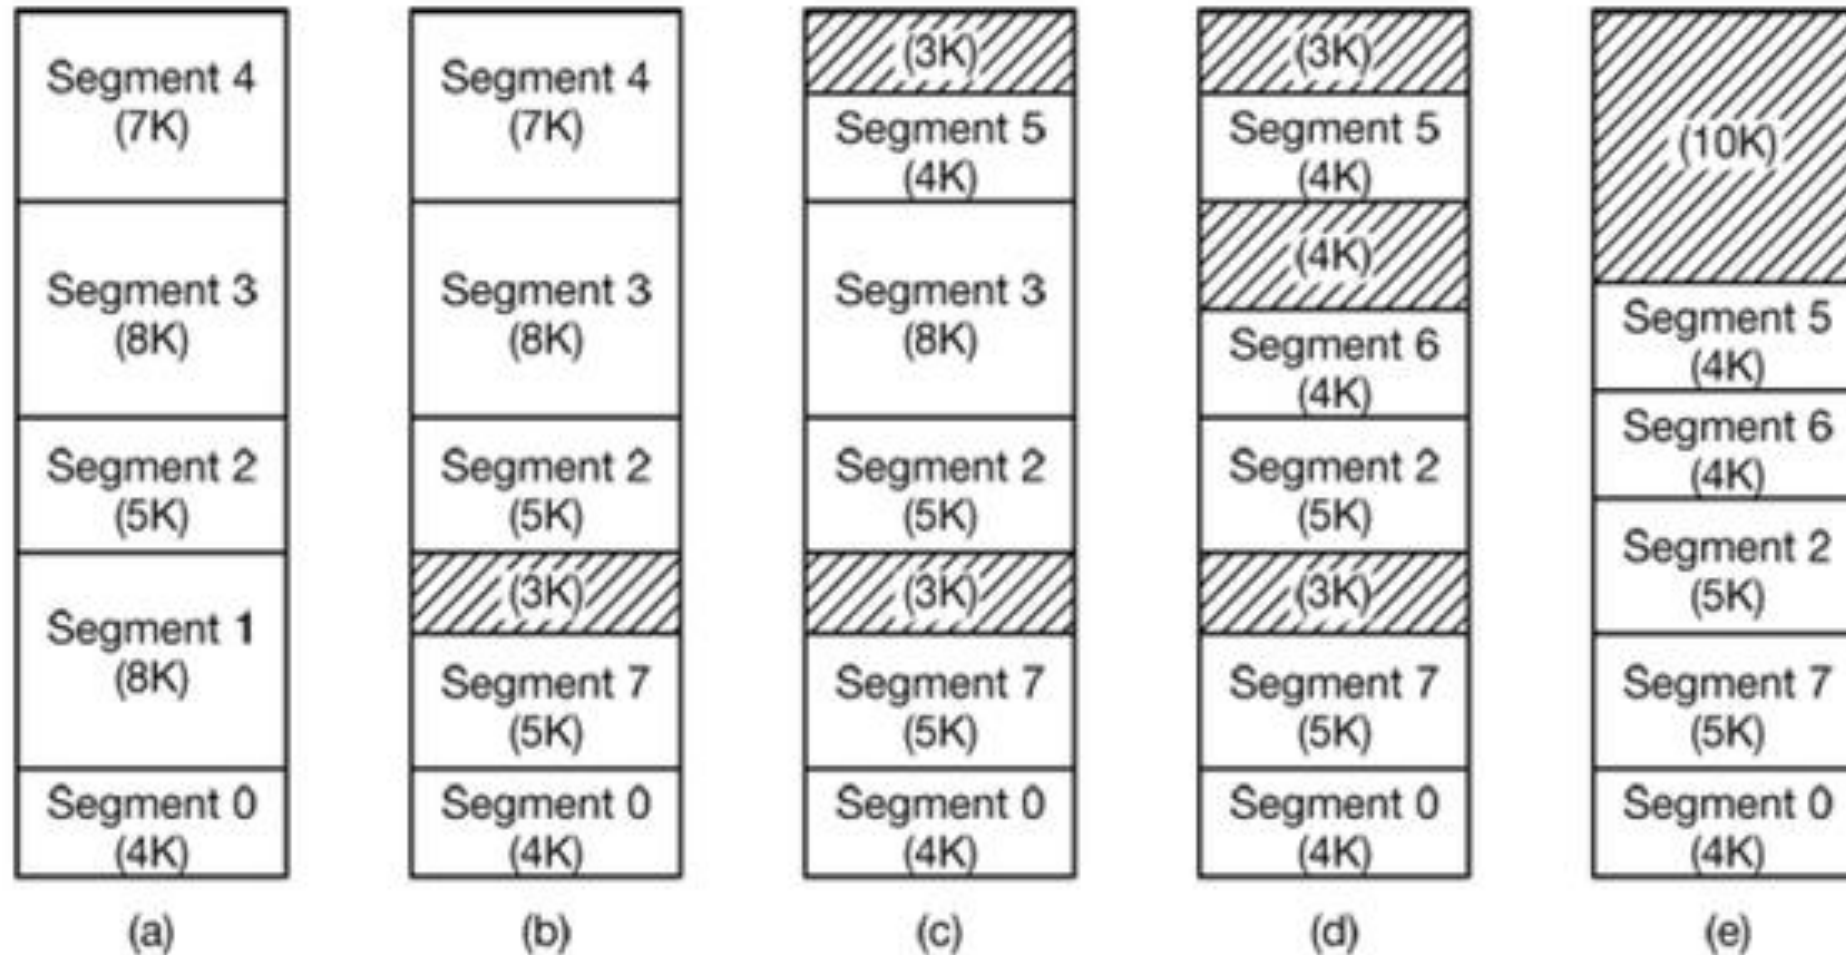 Segment 4
(7K)
Segment 3
(8K)
Segment 2
(5K)
Segment 1
(8K)
Segment 0
(4K)
(a)
Segment 4
(7K)
Segment 3
(8K)
Segment 2
(5K)
(3K)
Segment 7
(5K)
Segment 0
(4K)
(b)
(3K)
Segment 5
(4K)
Segment 3
(8K)
Segment 2
(5K)
(3K)
Segment 7
(5K)
Segment 0
(4K)
(c)
(3K)
Segment 5
(4K)
(4K)
Segment 6
(4K)
Segment 2
(5K)
(3K)
Segment 7
(5K)
Segment 0
(4K)
(d)
(10K)
Segment 5
(4K)
Segment 6
(4K)
Segment 2
(5K)
Segment 7
(5K)
Segment 0
(4K)
(e)